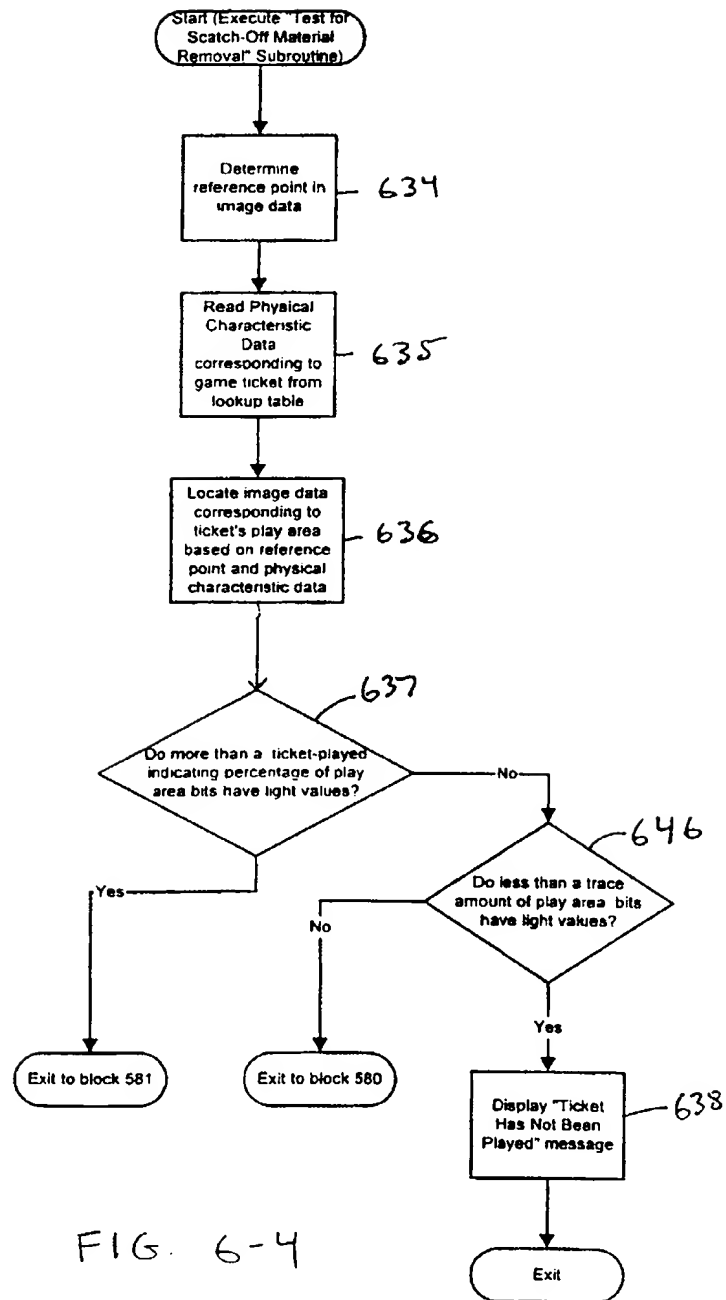 Start (Execute "Test for
Scatch-Off Material
Removal" Subroutine)
Determine
reference point in
image data
634
Read Physical
Characteristic
Data
corresponding to
game ticket from
lookup table
635
Locate image data
corresponding to
ticket's play area
based on reference
point and physical
characteristic data
636
637
Do more than a ticket-played
indicating percentage of play
area bits have light values?
No
646
Do less than a trace
amount of play area bits
have light values?
Yes
No
Yes
Exit to block 581
Exit to block 580
Display "Ticket
Has Not Been
Played" message
638
FIG. 6-4
Exit